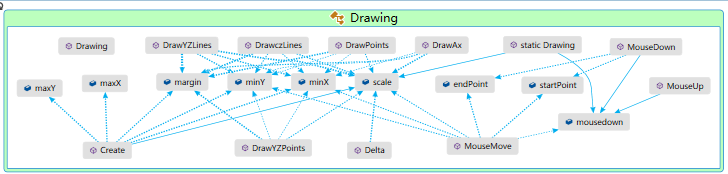 Drawing
Drawing
DrawYZLines
DrawczLines
DrawPoints
DrawAx
static Drawing
MouseDown
maxY
maxX
margin
minY
minX
scale
endPoint
startPoint
MouseUp
mousedown
Create
DrawYZPoints
Delta
MouseMove